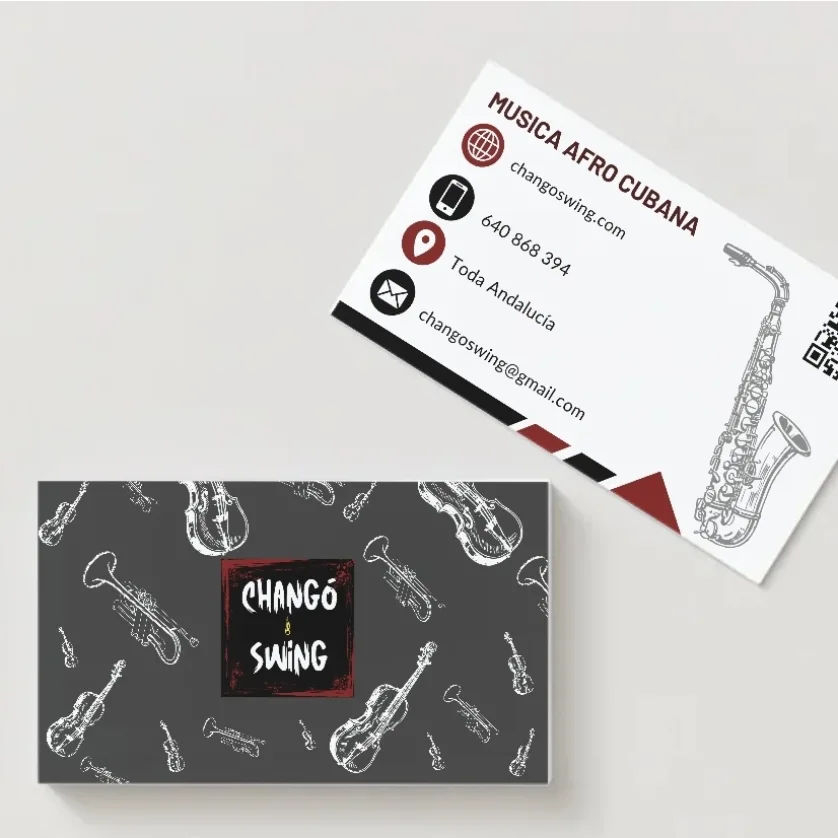 MUSICA AFRO CUBANA
changoswing.com
640 868 394
Toda Andalucía
changoswing@gmail.com
CHANGÓ
SWING